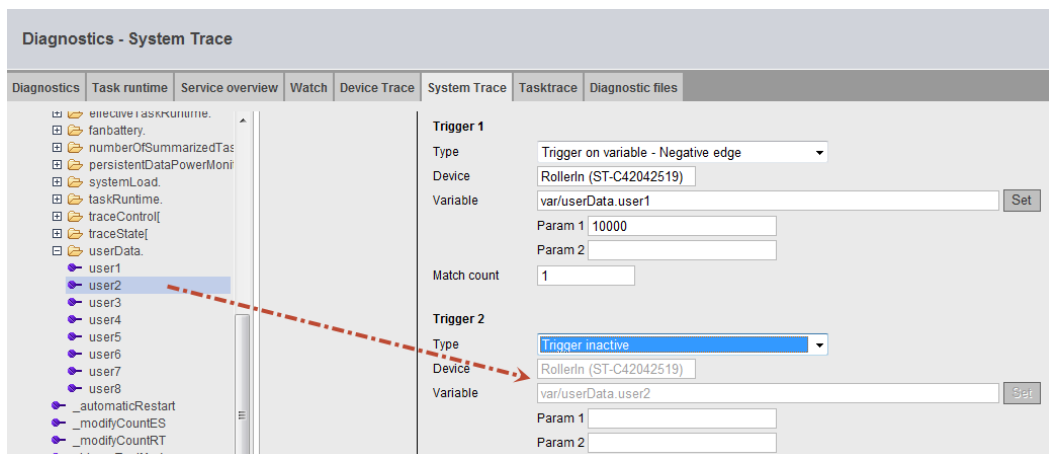 Diagnostics - System Trace
Diagnostics Task runtime Service overview Watch Device Trace System Trace Tasktrace Diagnostic files
effectiveTaskRuntime.
fanbattery.
numberOfSummarizedTas
persistentDataPowerMonit
systemLoad.
taskRuntime.
traceControl[
traceState[
userData.
user1
user2
user3
user4
user5
user6
user7
user8
_automaticRestart
_modifyCountES
_modifyCountRT
Trigger 1
Type Trigger on variable - Negative edge
Device RollerIn (ST-C42042519)
Variable var/userData.user1 Set
Param 1 10000
Param 2
Match count 1
Trigger 2
Type Trigger inactive
Device RollerIn (ST-C42042519)
Variable var/userData.user2 Set
Param 1
Param 2